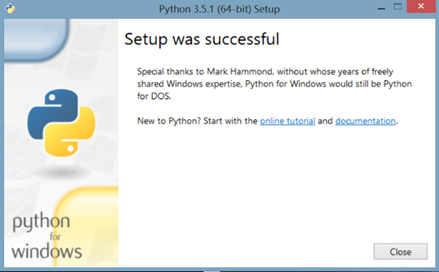 Python 3.5.1 (64-bit) Setup
Setup was successful
Special thanks to Mark Hammond, without whose years of freely
shared Windows expertise, Python for Windows would still be Python
for DOS.
New to Python? Start with the online tutorial and documentation.
python
for
windows
Close